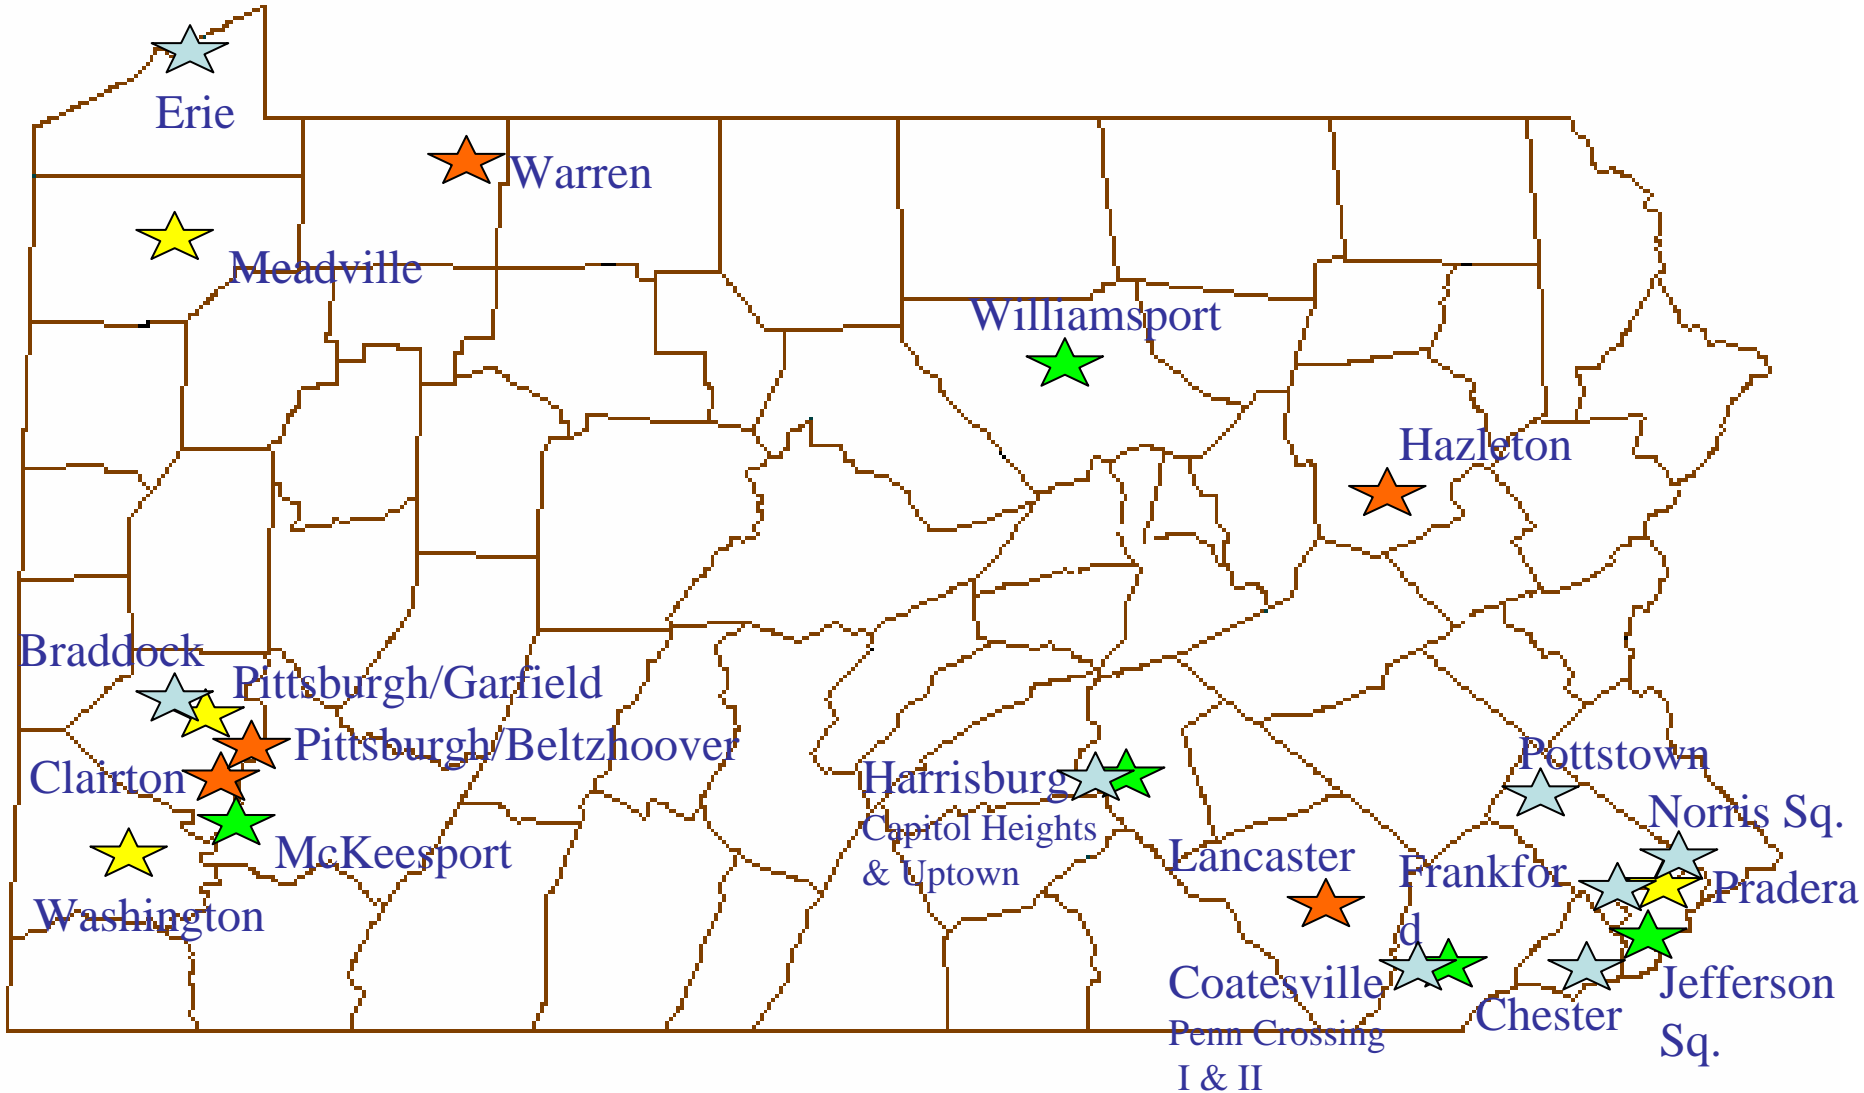 Erie
Warren
Meadville
Williamsport
Hazleton
Braddock
Pittsburgh/Garfield
Pittsburgh/Beltzhoover
Clairton
McKeesport
Washington
Harrisburg
Capitol Heights
& Uptown
Pottstown
Norris Sq.
Lancaster
Frankfor
d
Pradera
Coatesville
Penn Crossing
I & II
Chester
Jefferson
Sq.